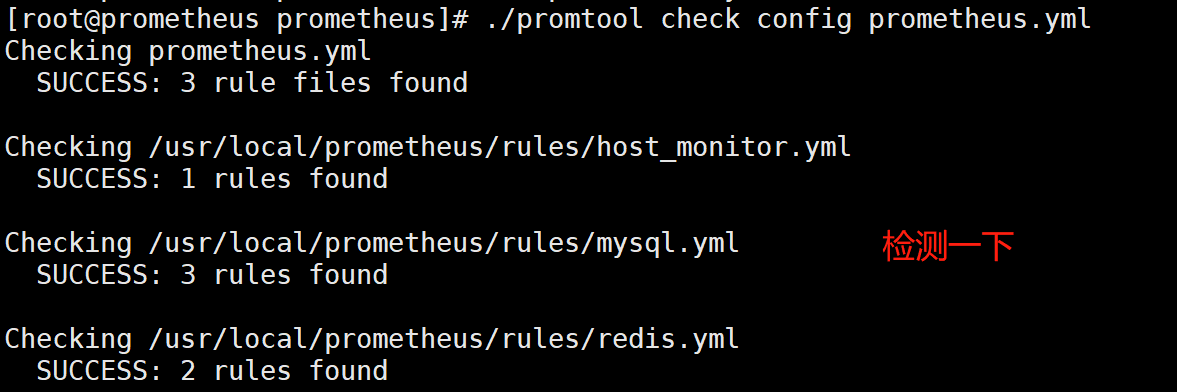 [root@prometheus prometheus]# ./promtool check config prometheus.yml
Checking prometheus.yml
  SUCCESS: 3 rule files found
Checking /usr/local/prometheus/rules/host_monitor.yml
  SUCCESS: 1 rules found
Checking /usr/local/prometheus/rules/mysql.yml
检测一下
  SUCCESS: 3 rules found
Checking /usr/local/prometheus/rules/redis.yml
  SUCCESS: 2 rules found